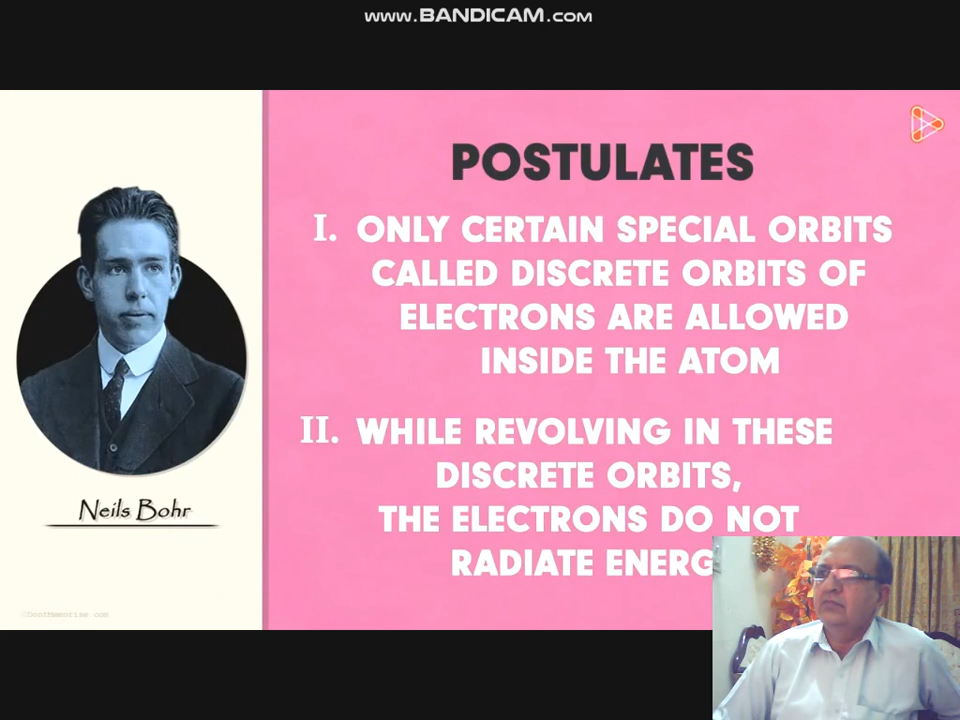 www.BANDICAM.com
POSTULATES
I. ONLY CERTAIN SPECIAL ORBITS
CALLED DISCRETE ORBITS OF
ELECTRONS ARE ALLOWED
INSIDE THE ATOM
II. WHILE REVOLVING IN THESE
DISCRETE ORBITS,
THE ELECTRONS DO NOT
RADIATE ENERG
Neils Bohr